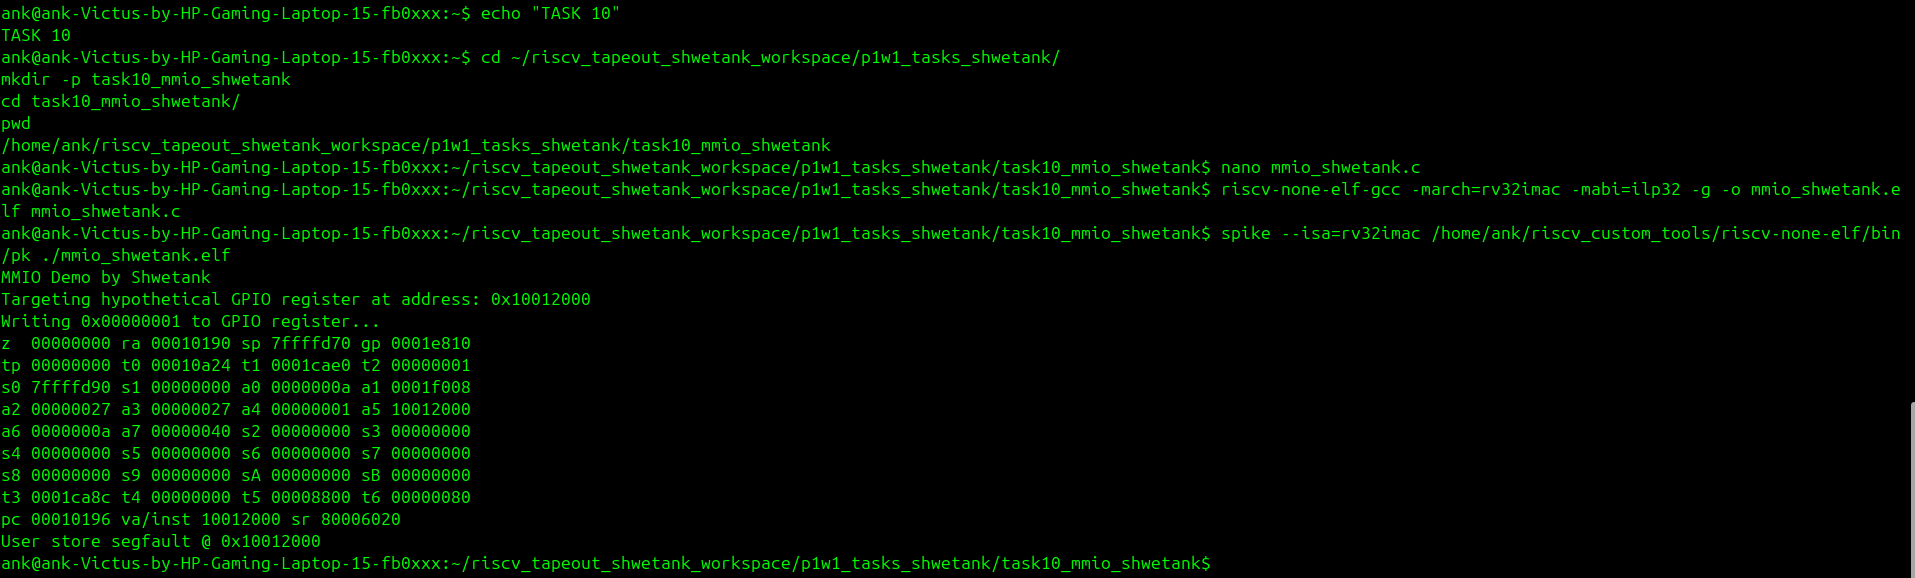 ank@ank-Victus-by-HP-Gaming-Laptop-15-fb0xxx:~$ echo "TASK 10"
TASK 10
ank@ank-Victus-by-HP-Gaming-Laptop-15-fb0xxx:~$ cd ~/riscv_tapeout_shwetank_workspace/p1w1_tasks_shwetank/
mkdir -p task10_mmio_shwetank
cd task10_mmio_shwetank/
pwd
/home/ank/riscv_tapeout_shwetank_workspace/p1w1_tasks_shwetank/task10_mmio_shwetank
ank@ank-Victus-by-HP-Gaming-Laptop-15-fb0xxx:~/riscv_tapeout_shwetank_workspace/p1w1_tasks_shwetank/task10_mmio_shwetank$ nano mmio_shwetank.c
ank@ank-Victus-by-HP-Gaming-Laptop-15-fb0xxx:~/riscv_tapeout_shwetank_workspace/p1w1_tasks_shwetank/task10_mmio_shwetank$ riscv-none-elf-gcc -march=rv32imac -mabi=ilp32 -g -o mmio_shwetank.e
lf mmio_shwetank.c
ank@ank-Victus-by-HP-Gaming-Laptop-15-fb0xxx:~/riscv_tapeout_shwetank_workspace/p1w1_tasks_shwetank/task10_mmio_shwetank$ spike --isa=rv32imac /home/ank/riscv_custom_tools/riscv-none-elf/bin
/pk ./mmio_shwetank.elf
MMIO Demo by Shwetank
Targeting hypothetical GPIO register at address: 0x10012000
Writing 0x00000001 to GPIO register...
z  00000000 ra 00010190 sp 7ffffd70 gp 0001e810
tp 00000000 t0 00010a24 t1 0001cae0 t2 00000001
s0 7ffffd90 s1 00000000 a0 0000000a a1 0001f008
a2 00000027 a3 00000027 a4 00000001 a5 10012000
a6 0000000a a7 00000040 s2 00000000 s3 00000000
s4 00000000 s5 00000000 s6 00000000 s7 00000000
s8 00000000 s9 00000000 sA 00000000 sB 00000000
t3 0001ca8c t4 00000000 t5 00008800 t6 00000080
pc 00010196 va/inst 10012000 sr 80006020
User store segfault @ 0x10012000
ank@ank-Victus-by-HP-Gaming-Laptop-15-fb0xxx:~/riscv_tapeout_shwetank_workspace/p1w1_tasks_shwetank/task10_mmio_shwetank$